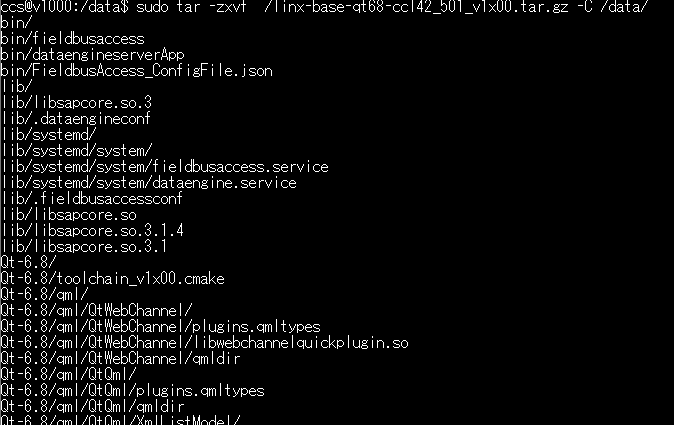 ccs@v1000:/data$ sudo tar -zxvf  /linx-base-qt68-ccl42_501_v1x00.tar.gz -C /data/
bin/
bin/fieldbusaccess
bin/dataengineserverApp
bin/FieldbusAccess_ConfigFile.json
lib/
lib/libsapcore.so.3
lib/.dataengineconf
lib/systemd/
lib/systemd/system/
lib/systemd/system/fieldbusaccess.service
lib/systemd/system/dataengine.service
lib/.fieldbusaccessconf
lib/libsapcore.so
lib/libsapcore.so.3.1.4
lib/libsapcore.so.3.1
Qt-6.8/
Qt-6.8/toolchain_v1x00.cmake
Qt-6.8/qml/
Qt-6.8/qml/QtWebChannel/
Qt-6.8/qml/QtWebChannel/plugins.qmltypes
Qt-6.8/qml/QtWebChannel/libwebchannelquickplugin.so
Qt-6.8/qml/QtWebChannel/qmldir
Qt-6.8/qml/QtQml/
Qt-6.8/qml/QtQml/plugins.qmltypes
Qt-6.8/qml/QtQml/qmldir
Qt-6.8/qml/QtQml/XmlListModel/